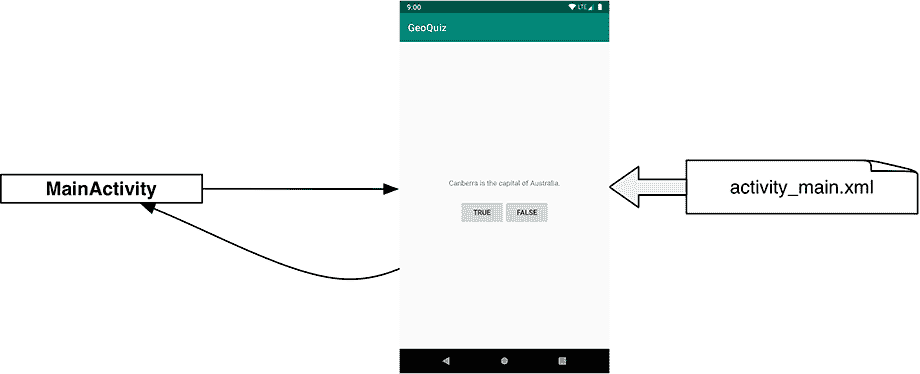 9:00
LTE
GeoQuiz
Canberra is the capital of Australia.
TRUE
FALSE
MainActivity
activity_main.xml